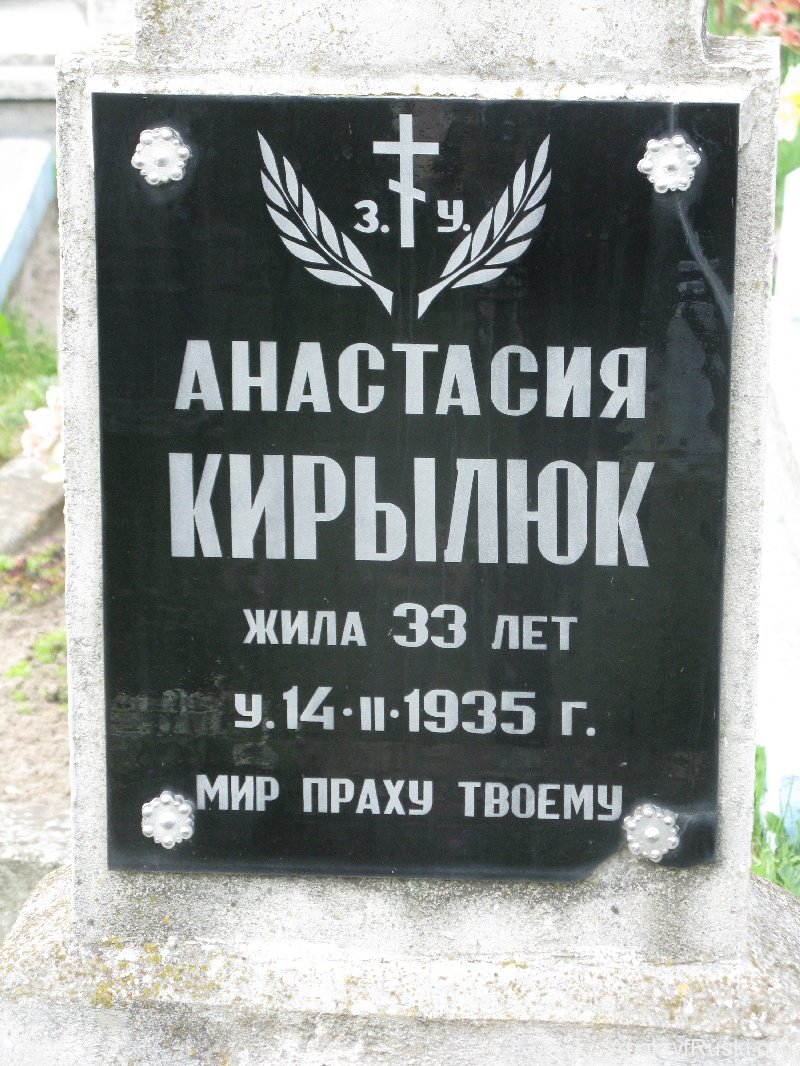 З. У.
АНАСТАСИЯ
КИРЫЛЮК
ЖИЛА 33 ЛЕТ
У. 14·II·1935 Г.
МИР ПРАХУ ТВОЕМУ